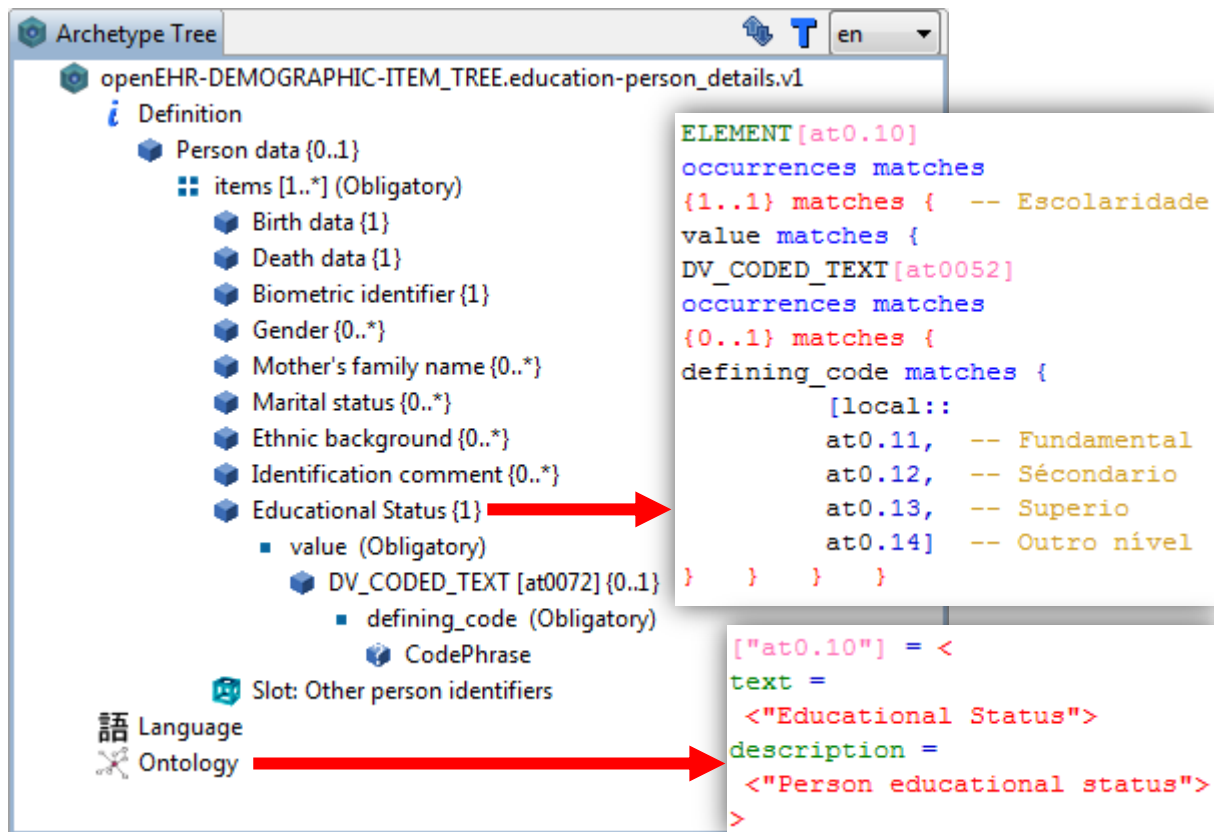 Archetype Tree
en
openEHR-DEMOGRAPHIC-ITEM_TREE.education-person_details.v1
Definition
Person data {0..1}
items [1..*] (Obligatory)
Birth data {1}
Death data {1}
Biometric identifier {1}
Gender {0..*}
Mother's family name {0..*}
Marital status {0..*}
Ethnic background {0..*}
Identification comment {0..*}
Educational Status {1}
value (Obligatory)
DV_CODED_TEXT [at0072] {0..1}
defining_code (Obligatory)
CodePhrase
Slot: Other person identifiers
語 Language
Ontology
ELEMENT[at0.10]
occurrences matches
{1..1} matches {  -- Escolaridade
value matches {
DV_CODED_TEXT[at0052]
occurrences matches
{0..1} matches {
defining_code matches {
[local::
at0.11,  -- Fundamental
at0.12,  -- Sécondario
at0.13,  -- Superio
at0.14]  -- Outro nível
}   }   }   }
["at0.10"] = <
text =
<"Educational Status">
description =
<"Person educational status">
>